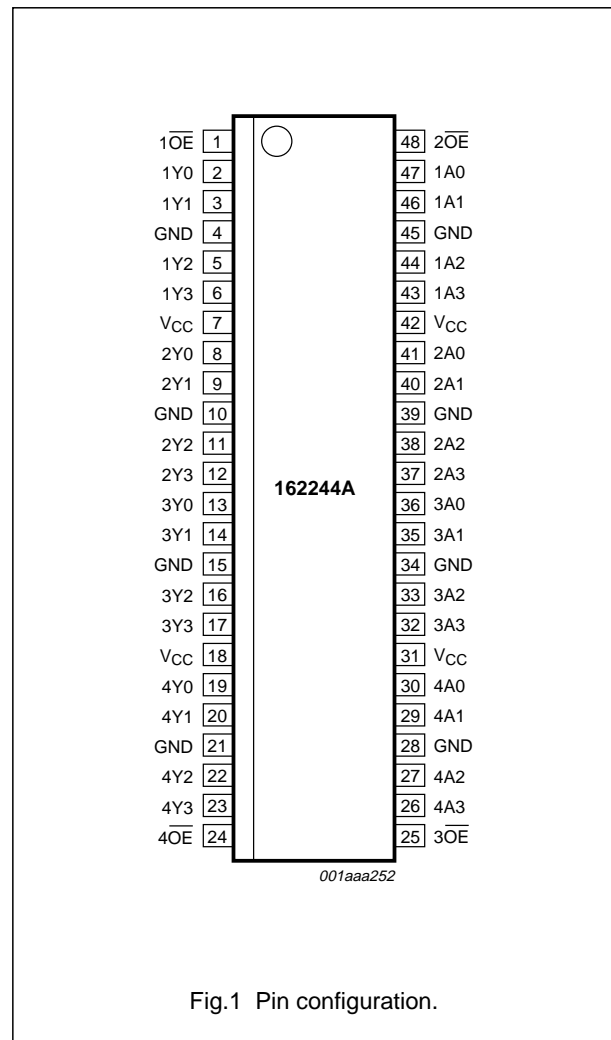 1O̅E̅ 1 48 2O̅E̅
1Y0 2 47 1A0
1Y1 3 46 1A1
GND 4 45 GND
1Y2 5 44 1A2
1Y3 6 43 1A3
VCC 7 42 VCC
2Y0 8 41 2A0
2Y1 9 40 2A1
GND 10 39 GND
2Y2 11 38 2A2
2Y3 12 37 2A3
162244A
3Y0 13 36 3A0
3Y1 14 35 3A1
GND 15 34 GND
3Y2 16 33 3A2
3Y3 17 32 3A3
VCC 18 31 VCC
4Y0 19 30 4A0
4Y1 20 29 4A1
GND 21 28 GND
4Y2 22 27 4A2
4Y3 23 26 4A3
4O̅E̅ 24 25 3O̅E̅
001aaa252
Fig.1 Pin configuration.